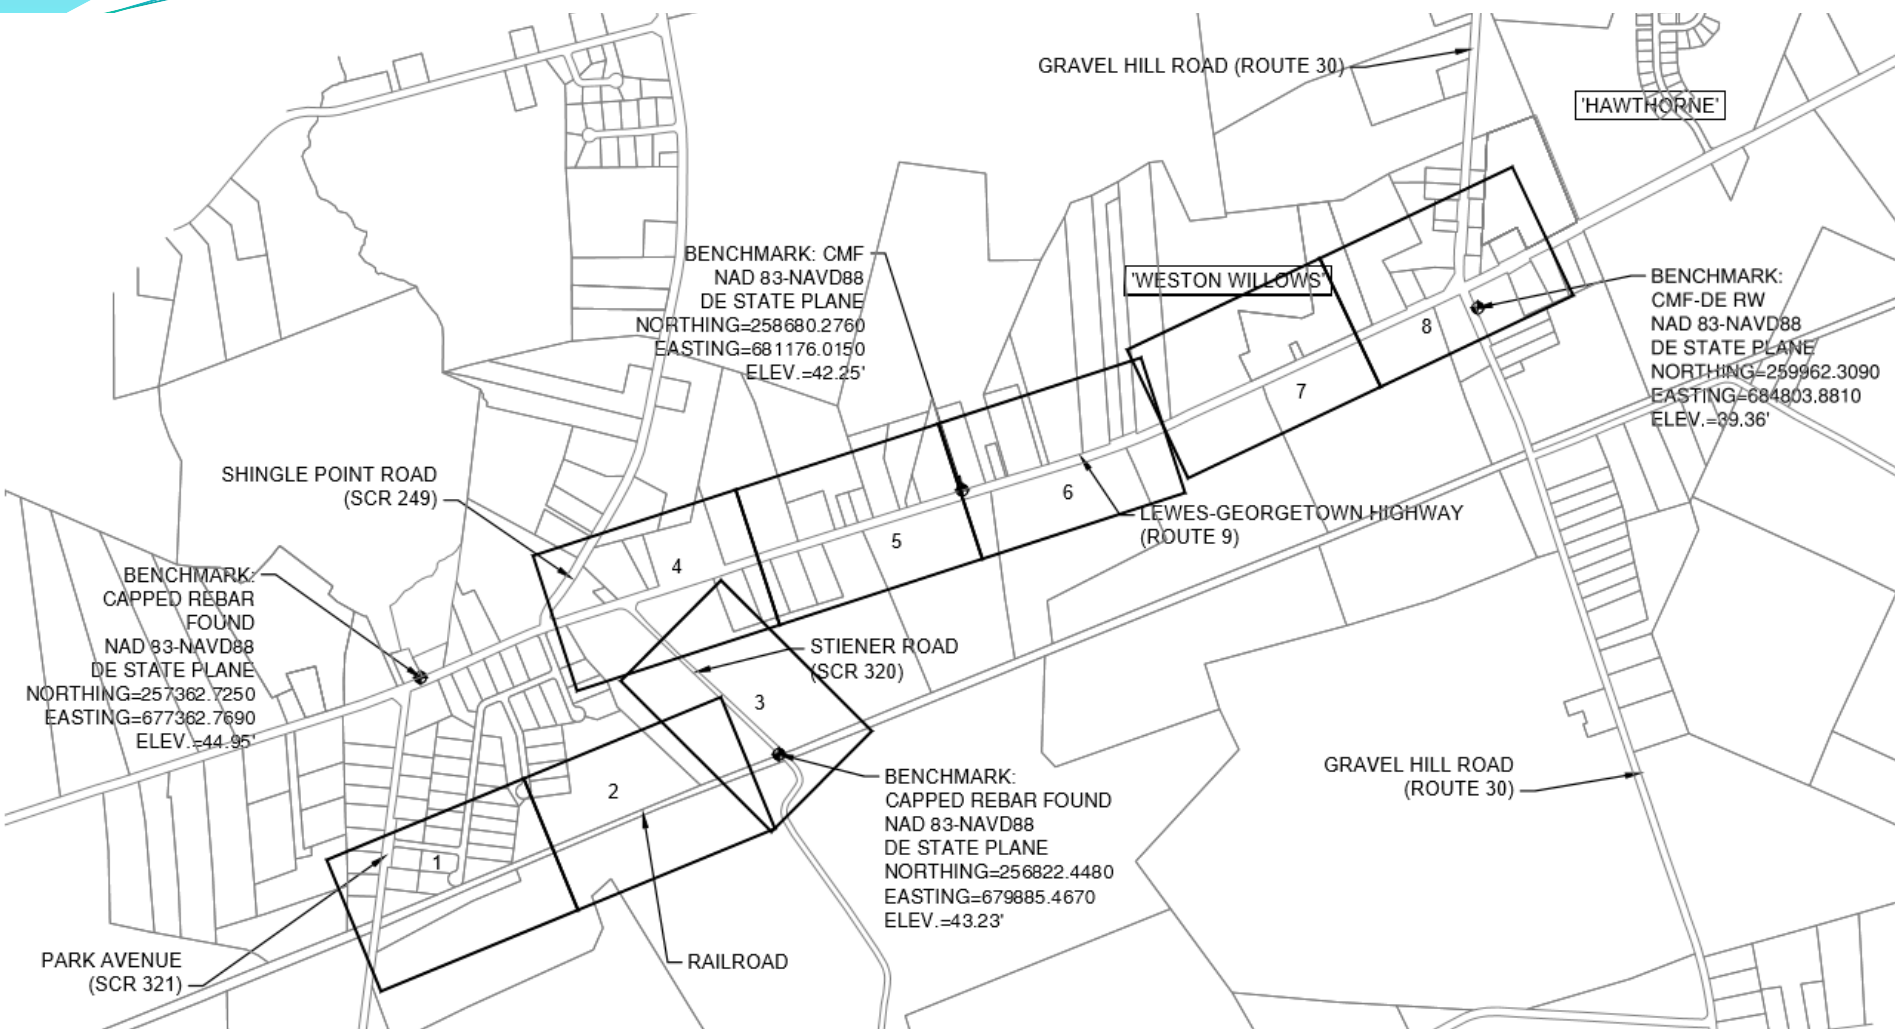 GRAVEL HILL ROAD (ROUTE 30)
'HAWTHORNE'
BENCHMARK: CMF
NAD 83-NAVD88
DE STATE PLANE
NORTHING=258680.2760
EASTING=681176.0150
ELEV.=42.25'
'WESTON WILLOWS'
BENCHMARK:
CMF-DE RW
NAD 83-NAVD88
DE STATE PLANE
NORTHING=259962.3090
EASTING=684803.8810
ELEV.=39.36'
8
7
SHINGLE POINT ROAD
(SCR 249)
6
LEWES-GEORGETOWN HIGHWAY
(ROUTE 9)
5
4
BENCHMARK:
CAPPED REBAR
FOUND
NAD 83-NAVD88
DE STATE PLANE
NORTHING=257362.7250
EASTING=677362.7690
ELEV.=44.95'
STIENER ROAD
(SCR 320)
3
2
1
BENCHMARK:
CAPPED REBAR FOUND
NAD 83-NAVD88
DE STATE PLANE
NORTHING=256822.4480
EASTING=679885.4670
ELEV.=43.23'
GRAVEL HILL ROAD
(ROUTE 30)
PARK AVENUE
(SCR 321)
RAILROAD